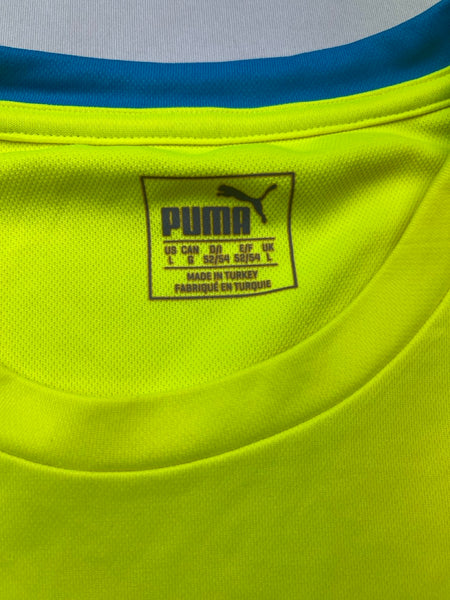 PUMA
US CAN D/I E/F UK
L G 52/54 52/54 L
MADE IN TURKEY
FABRIQUÉ EN TURQUIE